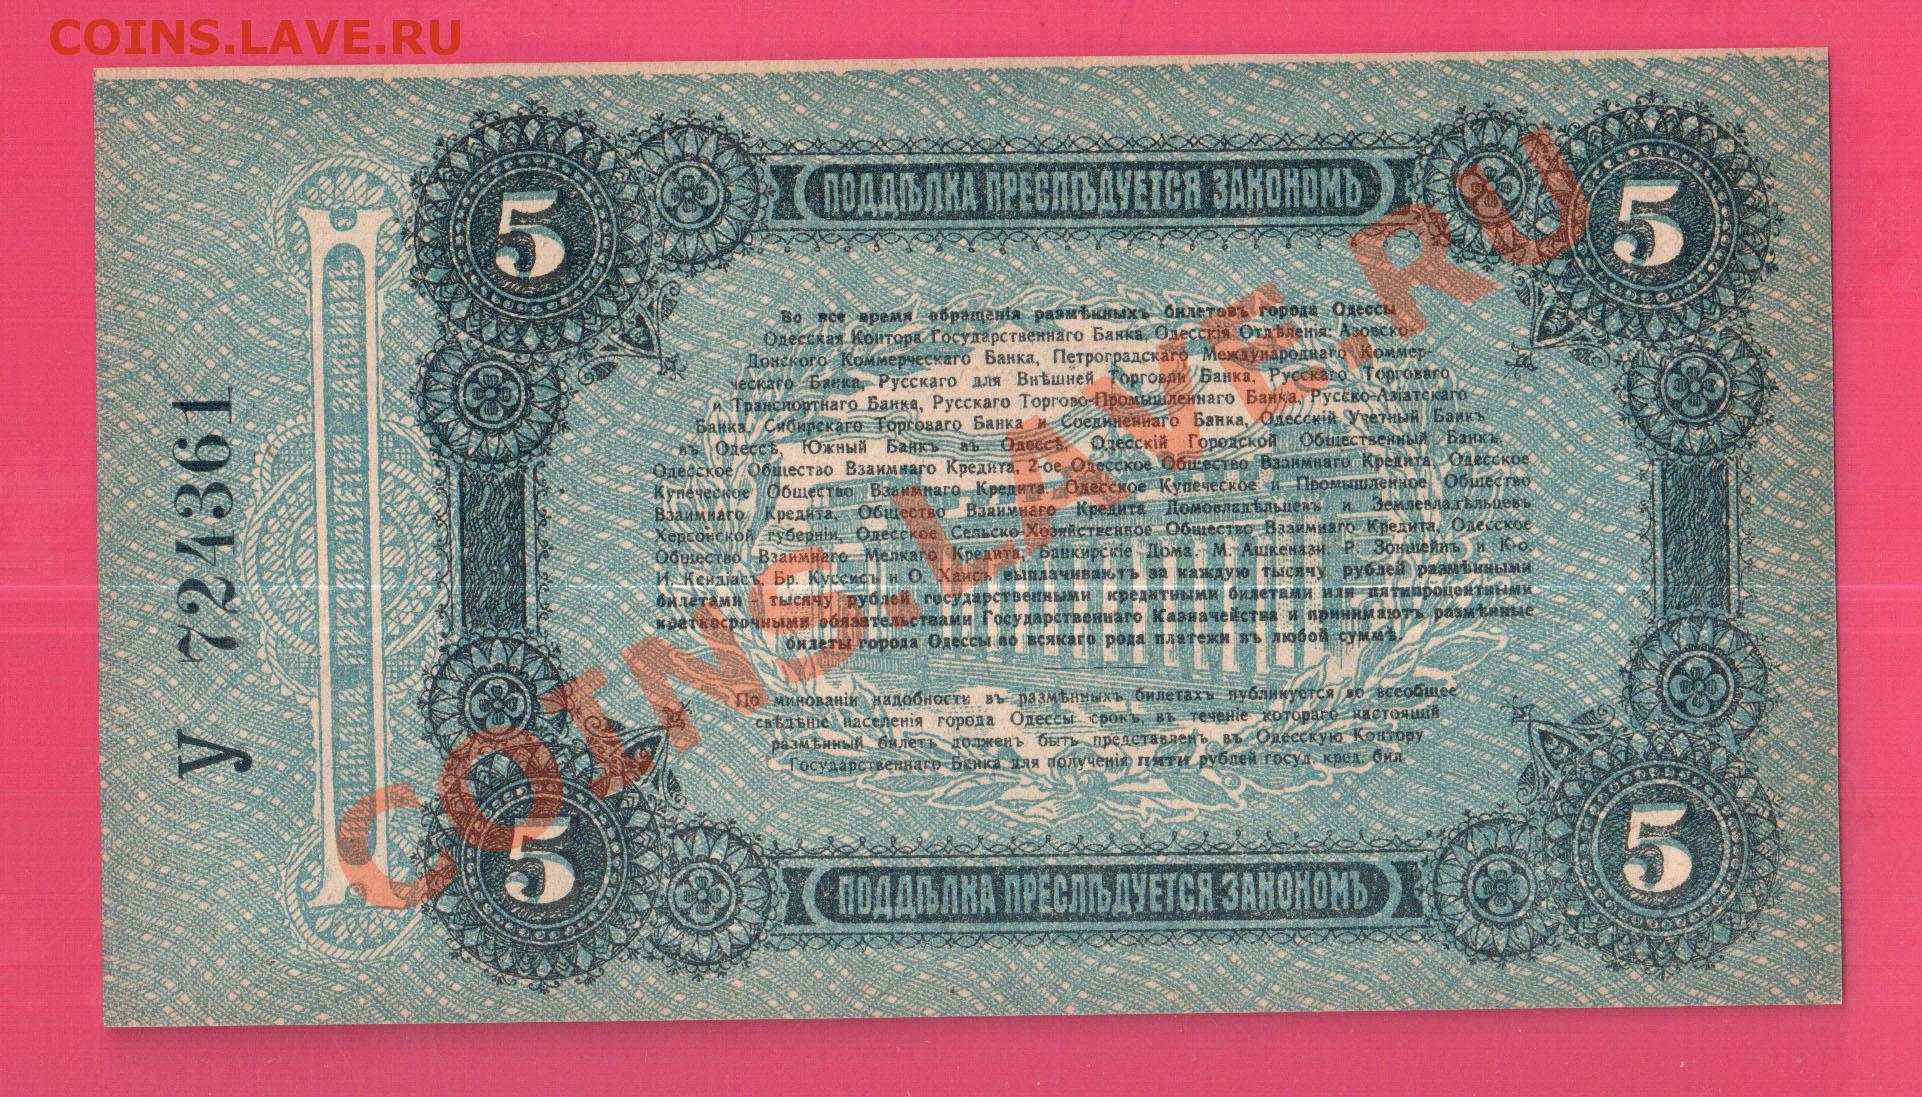 COINS.LAVE.RU
ПОДДѢЛКА ПРЕСЛѢДУЕТСЯ ЗАКОНОМЪ
5
5
Во все время обращенія размѣнныхъ билетовъ города Одессы
Одесская Контора Государственнаго Банка, Одесскія Отдѣленія: Азовско-
Донского Коммерческаго Банка, Петроградскаго Международнаго Коммер-
ческаго Банка, Русскаго для Внѣшней Торговли Банка, Русскаго Торговаго
и Транспортнаго Банка, Русскаго Торгово-Промышленнаго Банка, Русско-Азіатскаго
Банка, Сибирскаго Торговаго Банка и Соединеннаго Банка, Одесскій Учетный Банкъ
въ Одессѣ, Южный Банкъ въ Одессѣ, Одесскій Городской Общественный Банкъ,
Одесское Общество Взаимнаго Кредита, 2-ое Одесское Общество Взаимнаго Кредита, Одесское
Купеческое Общество Взаимнаго Кредита, Одесское Купеческое и Промышленное Общество
Взаимнаго Кредита, Общество Взаимнаго Кредита Домовладѣльцевъ и Землевладѣльцевъ
Херсонской губерніи, Одесское Сельско-Хозяйственное Общество Взаимнаго Кредита, Одесское
Общество Взаимнаго Мелкаго Кредита, Банкирскіе Дома: М. Ашкенази, Р. Зоншейнъ и К-о.
И. Ксидіасъ, Бр. Куссисъ и О. Хаисъ выплачиваютъ за каждую тысячу рублей размѣнными
билетами - тысячу рублей государственными кредитными билетами или пятипроцентными
краткосрочными обязательствами Государственнаго Казначейства и принимаютъ размѣнные
билеты города Одессы во всякаго рода платежи въ любой суммѣ.
По минованіи надобности въ размѣнныхъ билетахъ публикуется во всеобщее
свѣдѣніе населенія города Одессы срокъ, въ теченіе котораго настоящій
размѣнный билетъ долженъ быть представленъ въ Одесскую Контору
Государственнаго Банка для полученія ПЯТИ рублей госуд. кред. бил.
У 724361
5
5
ПОДДѢЛКА ПРЕСЛѢДУЕТСЯ ЗАКОНОМЪ
COINS.LAVE.RU